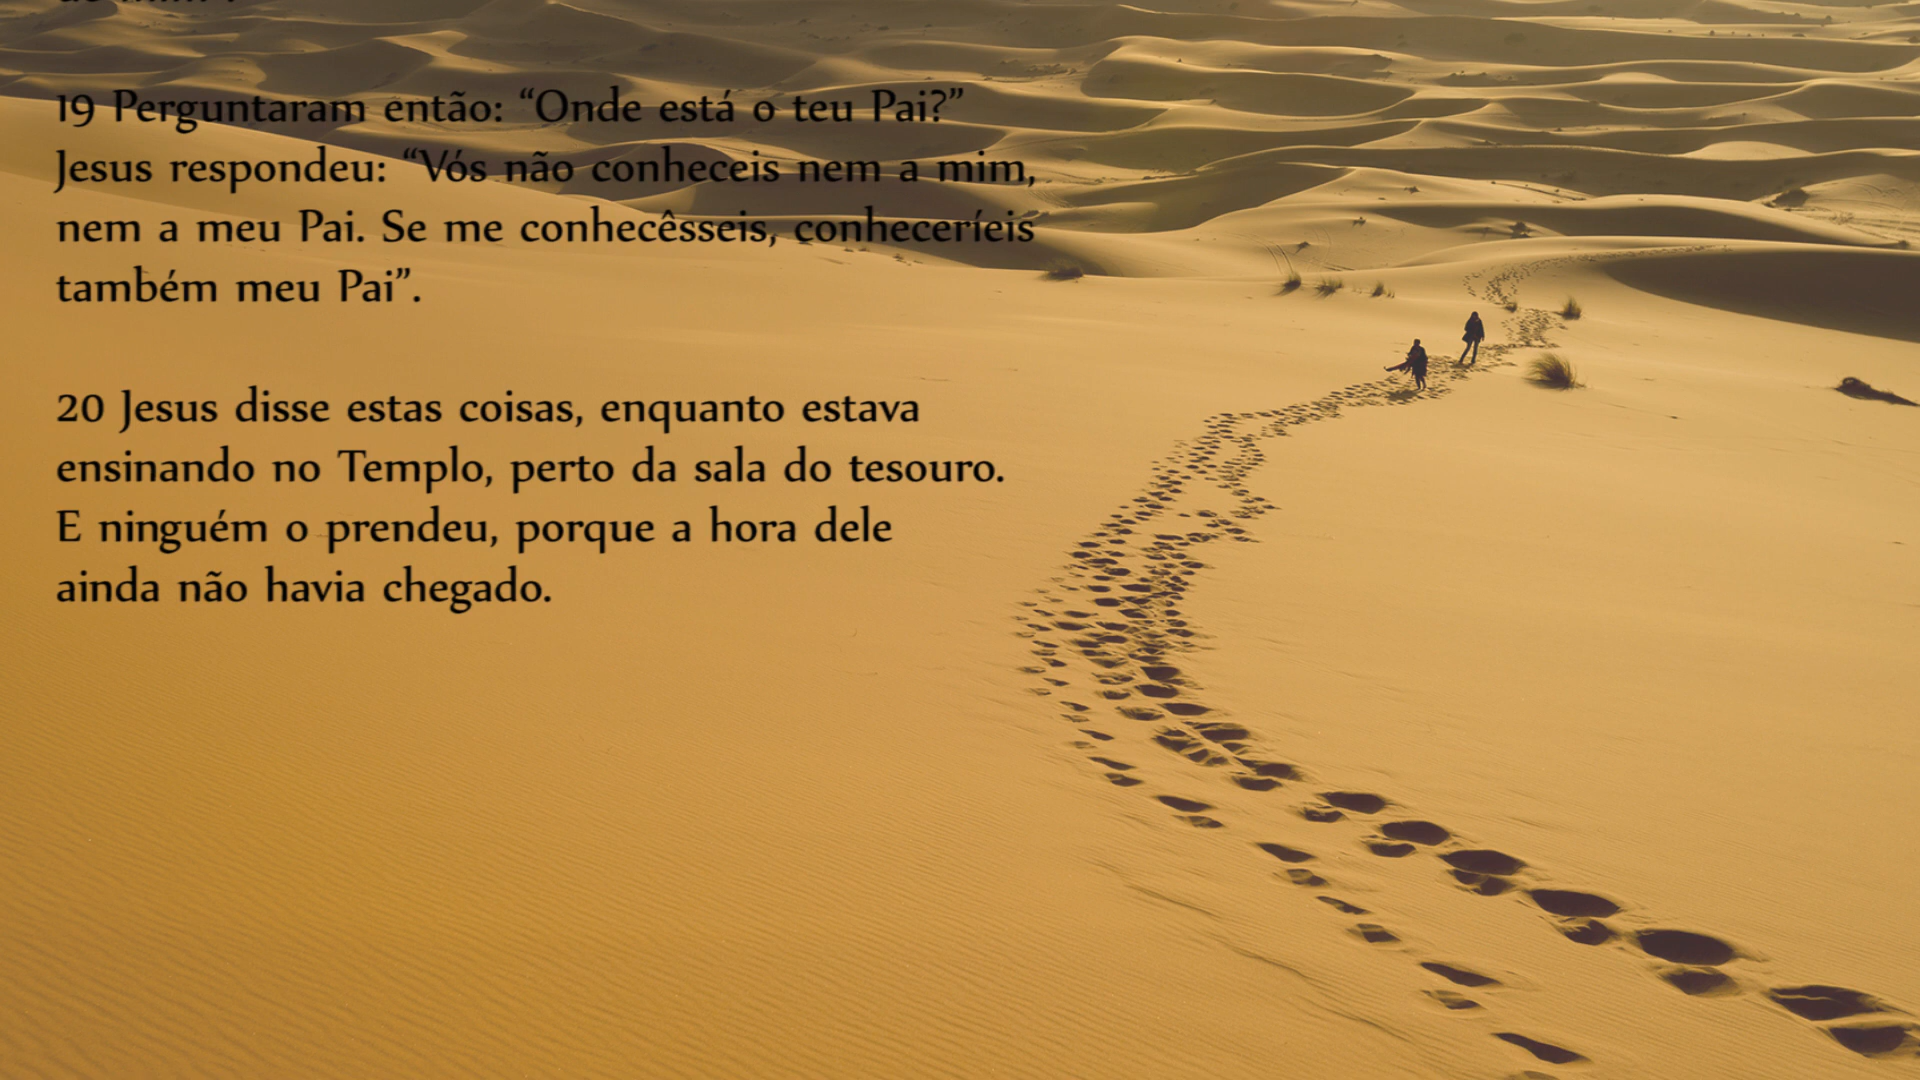 19 Perguntaram então: “Onde está o teu Pai?”
Jesus respondeu: “Vós não conheceis nem a mim,
nem a meu Pai. Se me conhecêsseis, conheceríeis
também meu Pai”.
20 Jesus disse estas coisas, enquanto estava
ensinando no Templo, perto da sala do tesouro.
E ninguém o prendeu, porque a hora dele
ainda não havia chegado.